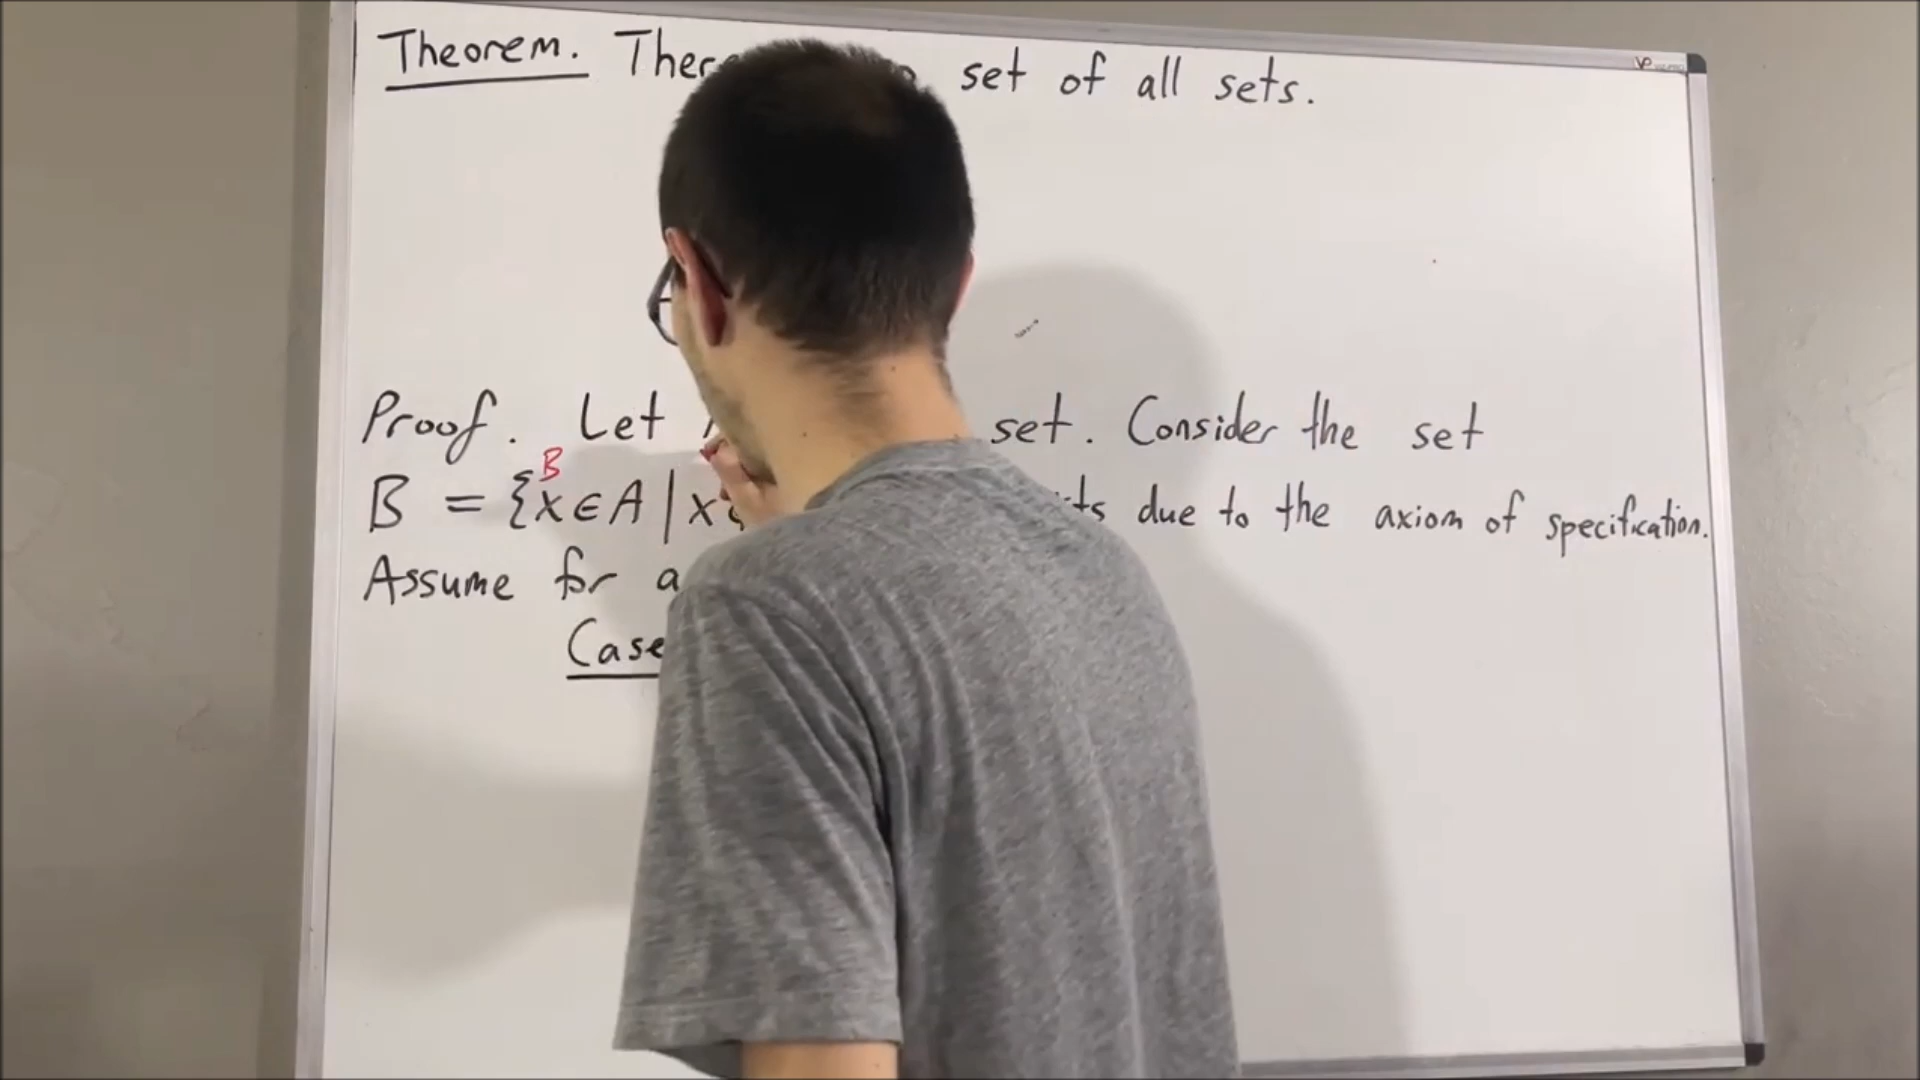 Theorem. There set of all sets.
Proof. Let set. Consider the set
B
B = {x∈A | x due to the axiom of specification.
Assume for a
Case